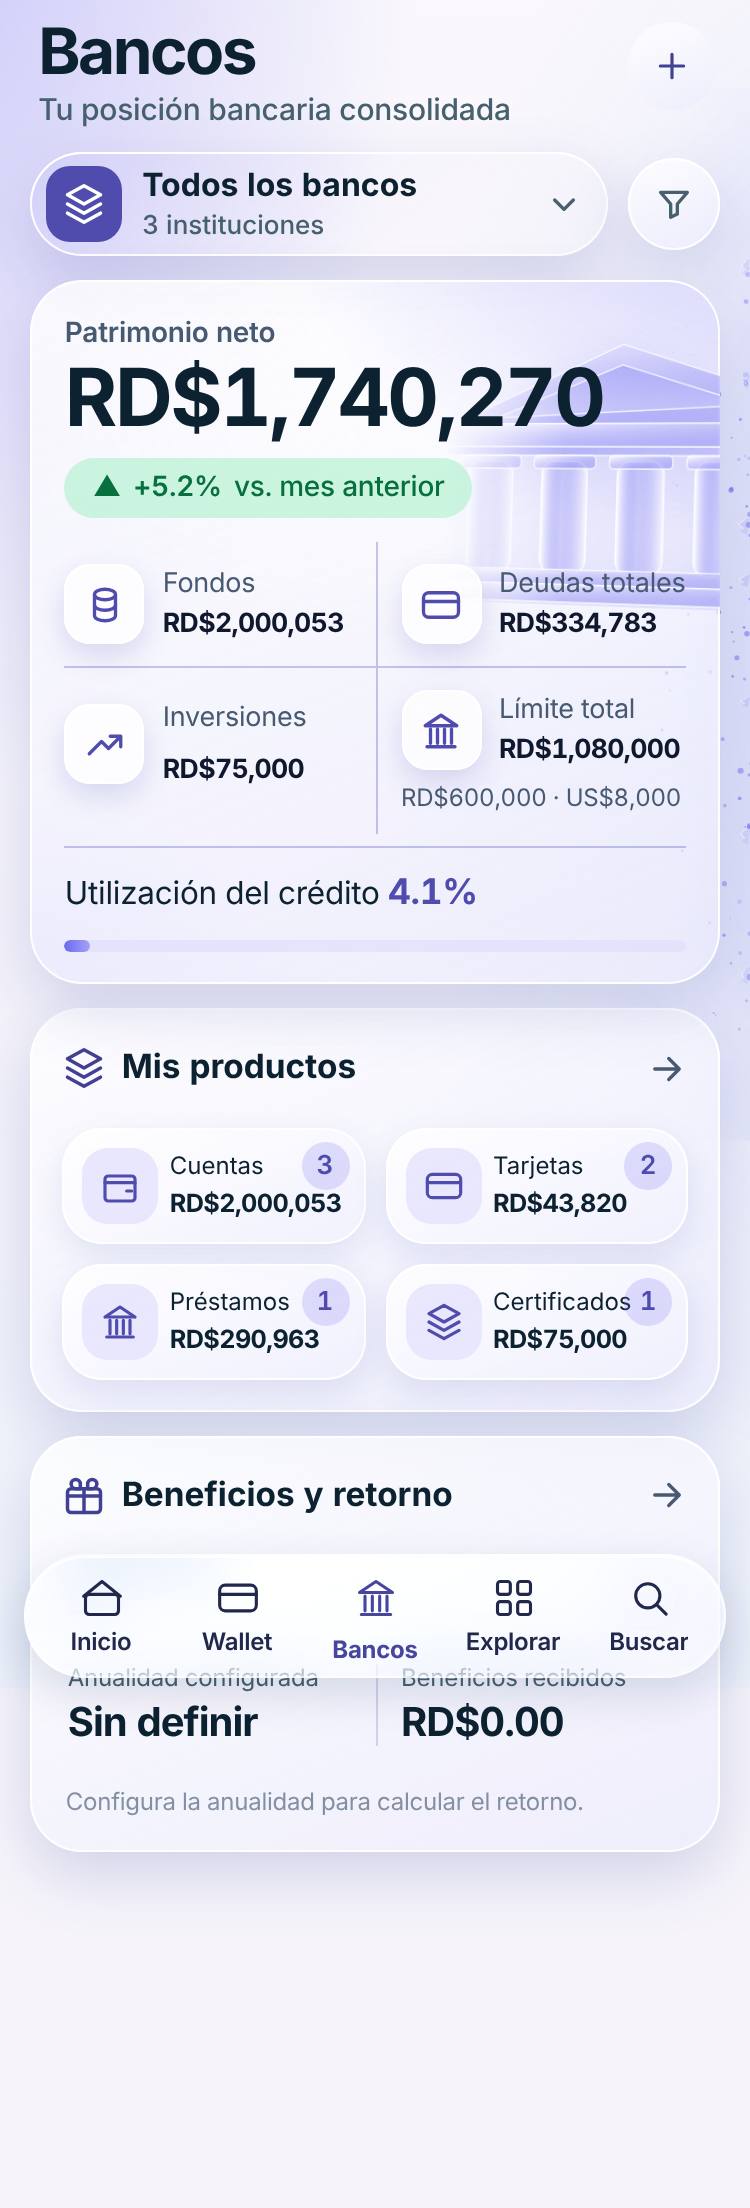 Bancos
Tu posición bancaria consolidada
Todos los bancos
3 instituciones
Patrimonio neto
RD$1,740,270
+5.2% vs. mes anterior
Fondos
RD$2,000,053
Deudas totales
RD$334,783
Inversiones
RD$75,000
Límite total
RD$1,080,000
RD$600,000 · US$8,000
Utilización del crédito 4.1%
Mis productos
Cuentas 3
RD$2,000,053
Tarjetas 2
RD$43,820
Préstamos 1
RD$290,963
Certificados 1
RD$75,000
Beneficios y retorno
Inicio
Wallet
Bancos
Explorar
Buscar
Anualidad configurada
Sin definir
Beneficios recibidos
RD$0.00
Configura la anualidad para calcular el retorno.